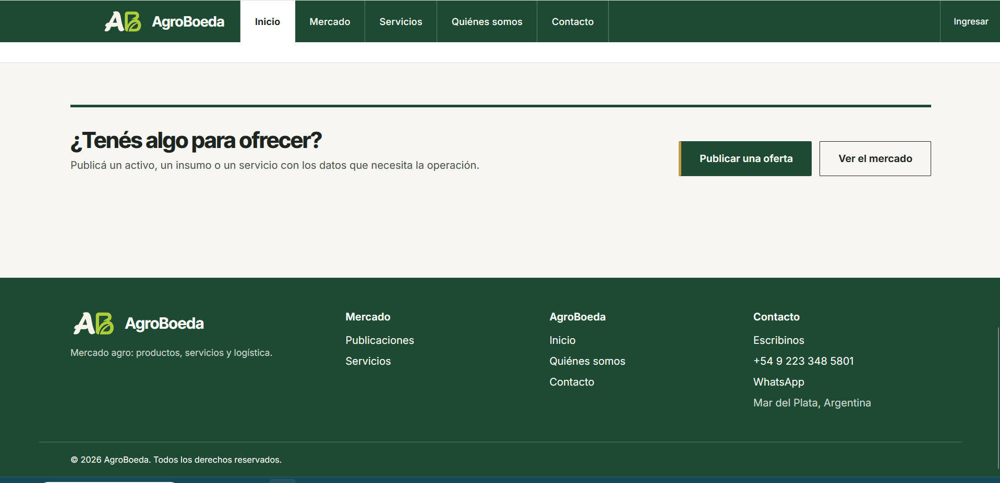 AB AgroBoeda
Inicio
Mercado
Servicios
Quiénes somos
Contacto
Ingresar
¿Tenés algo para ofrecer?
Publicá un activo, un insumo o un servicio con los datos que necesita la operación.
Publicar una oferta
Ver el mercado
AB AgroBoeda
Mercado agro: productos, servicios y logística.
Mercado
Publicaciones
Servicios
AgroBoeda
Inicio
Quiénes somos
Contacto
Contacto
Escribinos
+54 9 223 348 5801
WhatsApp
Mar del Plata, Argentina
© 2026 AgroBoeda. Todos los derechos reservados.